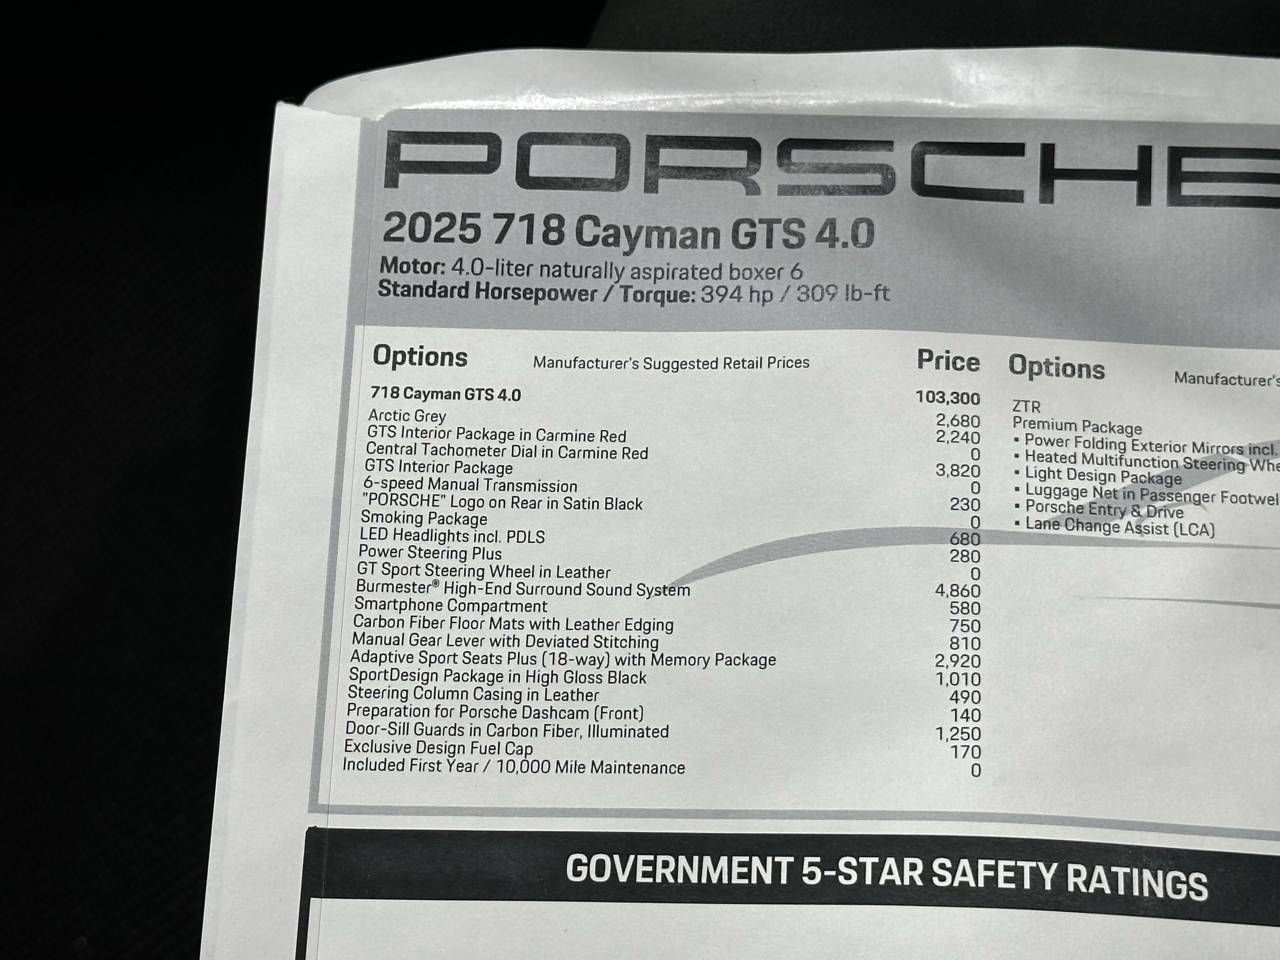 PORSCHE
2025 718 Cayman GTS 4.0
Motor: 4.0-liter naturally aspirated boxer 6
Standard Horsepower / Torque: 394 hp / 309 lb-ft
Options Manufacturer's Suggested Retail Prices Price
718 Cayman GTS 4.0 103,300
Arctic Grey 2,680
GTS Interior Package in Carmine Red 2,240
Central Tachometer Dial in Carmine Red 0
GTS Interior Package 3,820
6-speed Manual Transmission 0
"PORSCHE" Logo on Rear in Satin Black 230
Smoking Package 0
LED Headlights incl. PDLS 680
Power Steering Plus 280
GT Sport Steering Wheel in Leather 0
Burmester® High-End Surround Sound System 4,860
Smartphone Compartment 580
Carbon Fiber Floor Mats with Leather Edging 750
Manual Gear Lever with Deviated Stitching 810
Adaptive Sport Seats Plus (18-way) with Memory Package 2,920
SportDesign Package in High Gloss Black 1,010
Steering Column Casing in Leather 490
Preparation for Porsche Dashcam (Front) 140
Door-Sill Guards in Carbon Fiber, Illuminated 1,250
Exclusive Design Fuel Cap 170
Included First Year / 10,000 Mile Maintenance 0
Options Manufacturer's
ZTR
Premium Package
▪ Power Folding Exterior Mirrors incl.
▪ Heated Multifunction Steering Whe
▪ Light Design Package
▪ Luggage Net in Passenger Footwel
▪ Porsche Entry & Drive
▪ Lane Change Assist (LCA)
GOVERNMENT 5-STAR SAFETY RATINGS